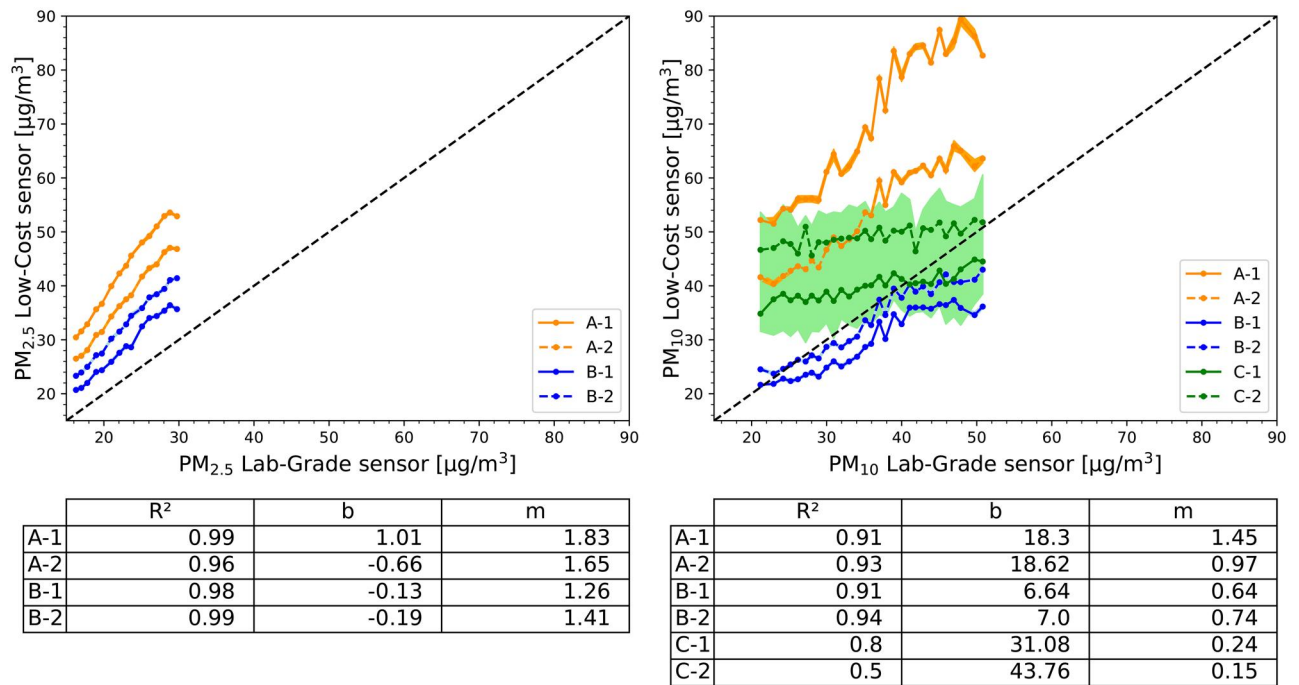 90
80
70
60
50
40
30
20
PM₂.₅ Low-Cost sensor [µg/m³]
20 30 40 50 60 70 80 90
PM₂.₅ Lab-Grade sensor [µg/m³]
A-1
A-2
B-1
B-2
90
80
70
60
50
40
30
20
PM₁₀ Low-Cost sensor [µg/m³]
20 30 40 50 60 70 80 90
PM₁₀ Lab-Grade sensor [µg/m³]
A-1
A-2
B-1
B-2
C-1
C-2
R² b m
A-1 0.99 1.01 1.83
A-2 0.96 -0.66 1.65
B-1 0.98 -0.13 1.26
B-2 0.99 -0.19 1.41
R² b m
A-1 0.91 18.3 1.45
A-2 0.93 18.62 0.97
B-1 0.91 6.64 0.64
B-2 0.94 7.0 0.74
C-1 0.8 31.08 0.24
C-2 0.5 43.76 0.15